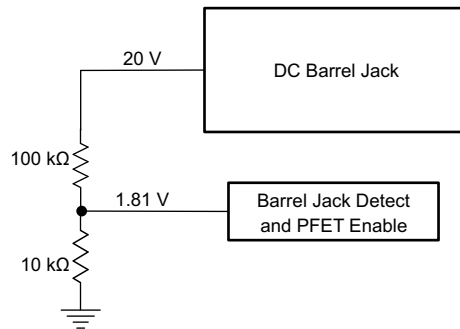 20 V
DC Barrel Jack
100 kΩ
1.81 V
Barrel Jack Detect
and PFET Enable
10 kΩ